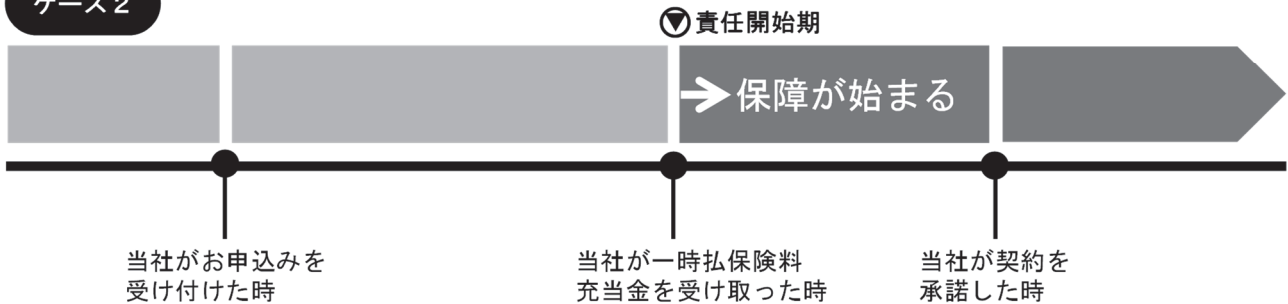 ケース2
責任開始期
保障が始まる
当社がお申込みを
受け付けた時
当社が一時払保険料
充当金を受け取った時
当社が契約を
承諾した時